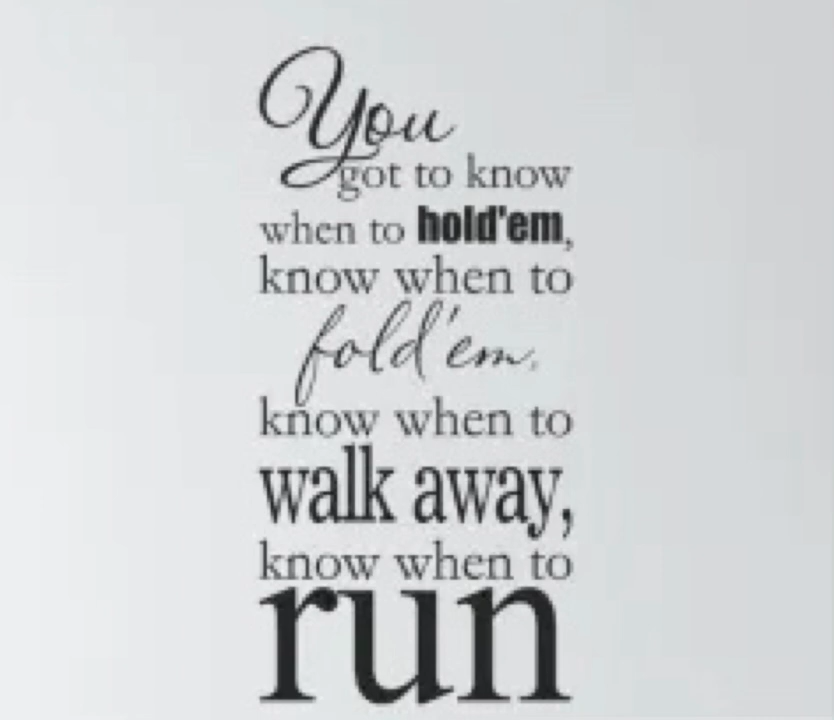 You
got to know
when to hold'em,
know when to
fold'em.
know when to
walk away,
know when to
run